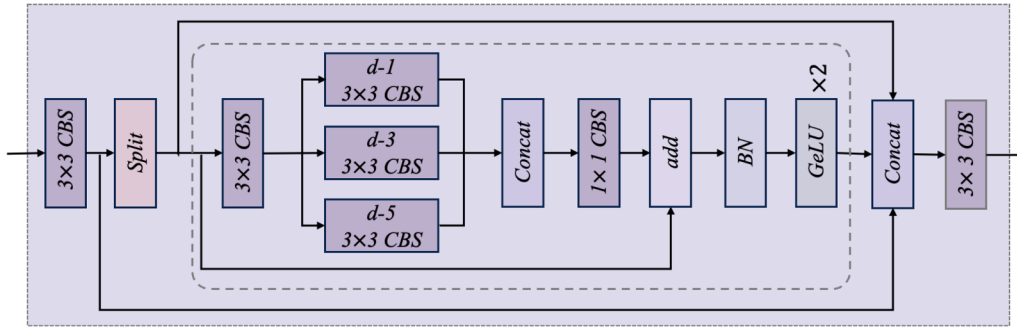 3×3 CBS
Split
3×3 CBS
d-1
3×3 CBS
d-3
3×3 CBS
d-5
3×3 CBS
Concat
1×1 CBS
add
BN
GeLU
×2
Concat
3×3 CBS